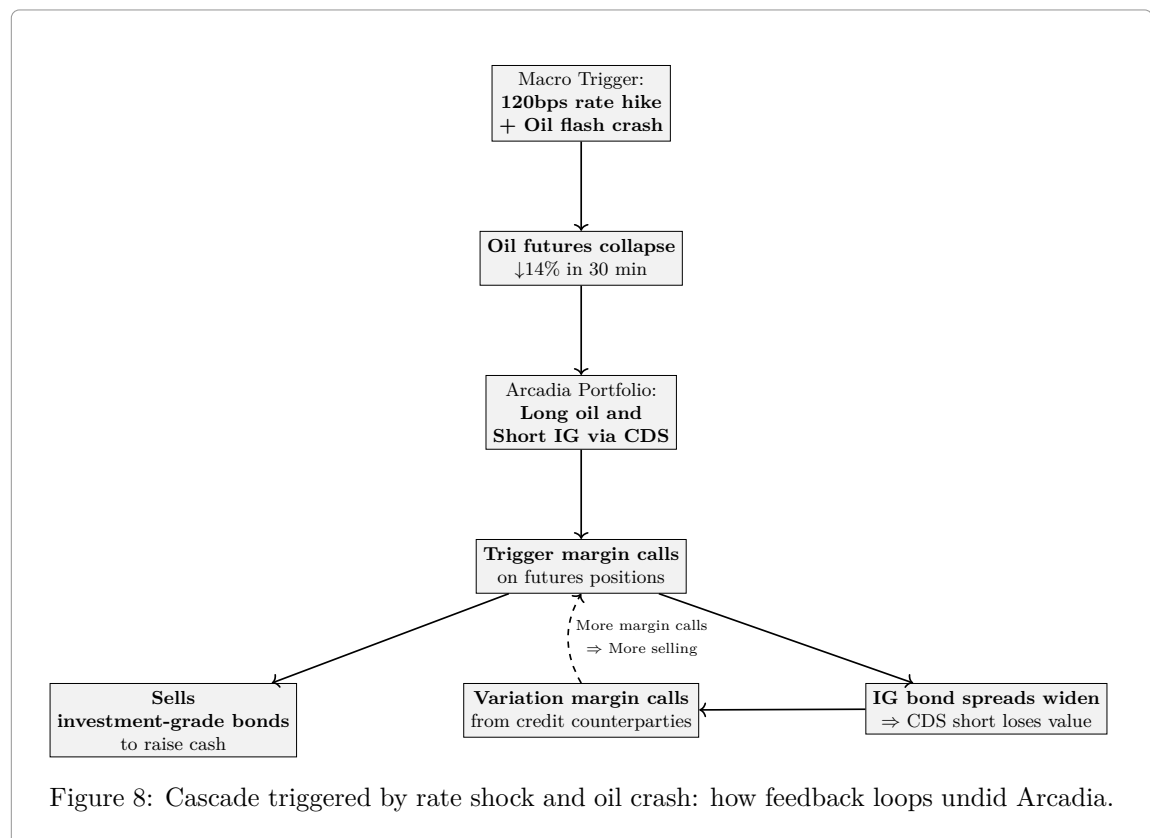 Macro Trigger:
120bps rate hike
+ Oil flash crash
Oil futures collapse
↓14% in 30 min
Arcadia Portfolio:
Long oil and
Short IG via CDS
Trigger margin calls
on futures positions
More margin calls
⇒ More selling
Sells
investment-grade bonds
to raise cash
Variation margin calls
from credit counterparties
IG bond spreads widen
⇒ CDS short loses value
Figure 8: Cascade triggered by rate shock and oil crash: how feedback loops undid Arcadia.